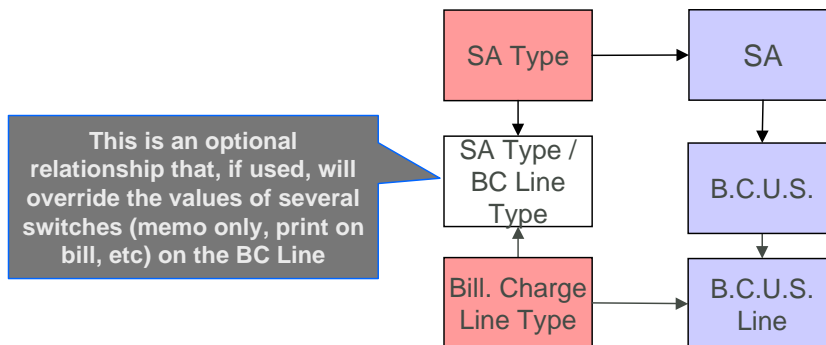 SA Type
SA
This is an optional
relationship that, if used, will
override the values of several
switches (memo only, print on
bill, etc) on the BC Line
SA Type /
BC Line
Type
B.C.U.S.
Bill. Charge
Line Type
B.C.U.S.
Line